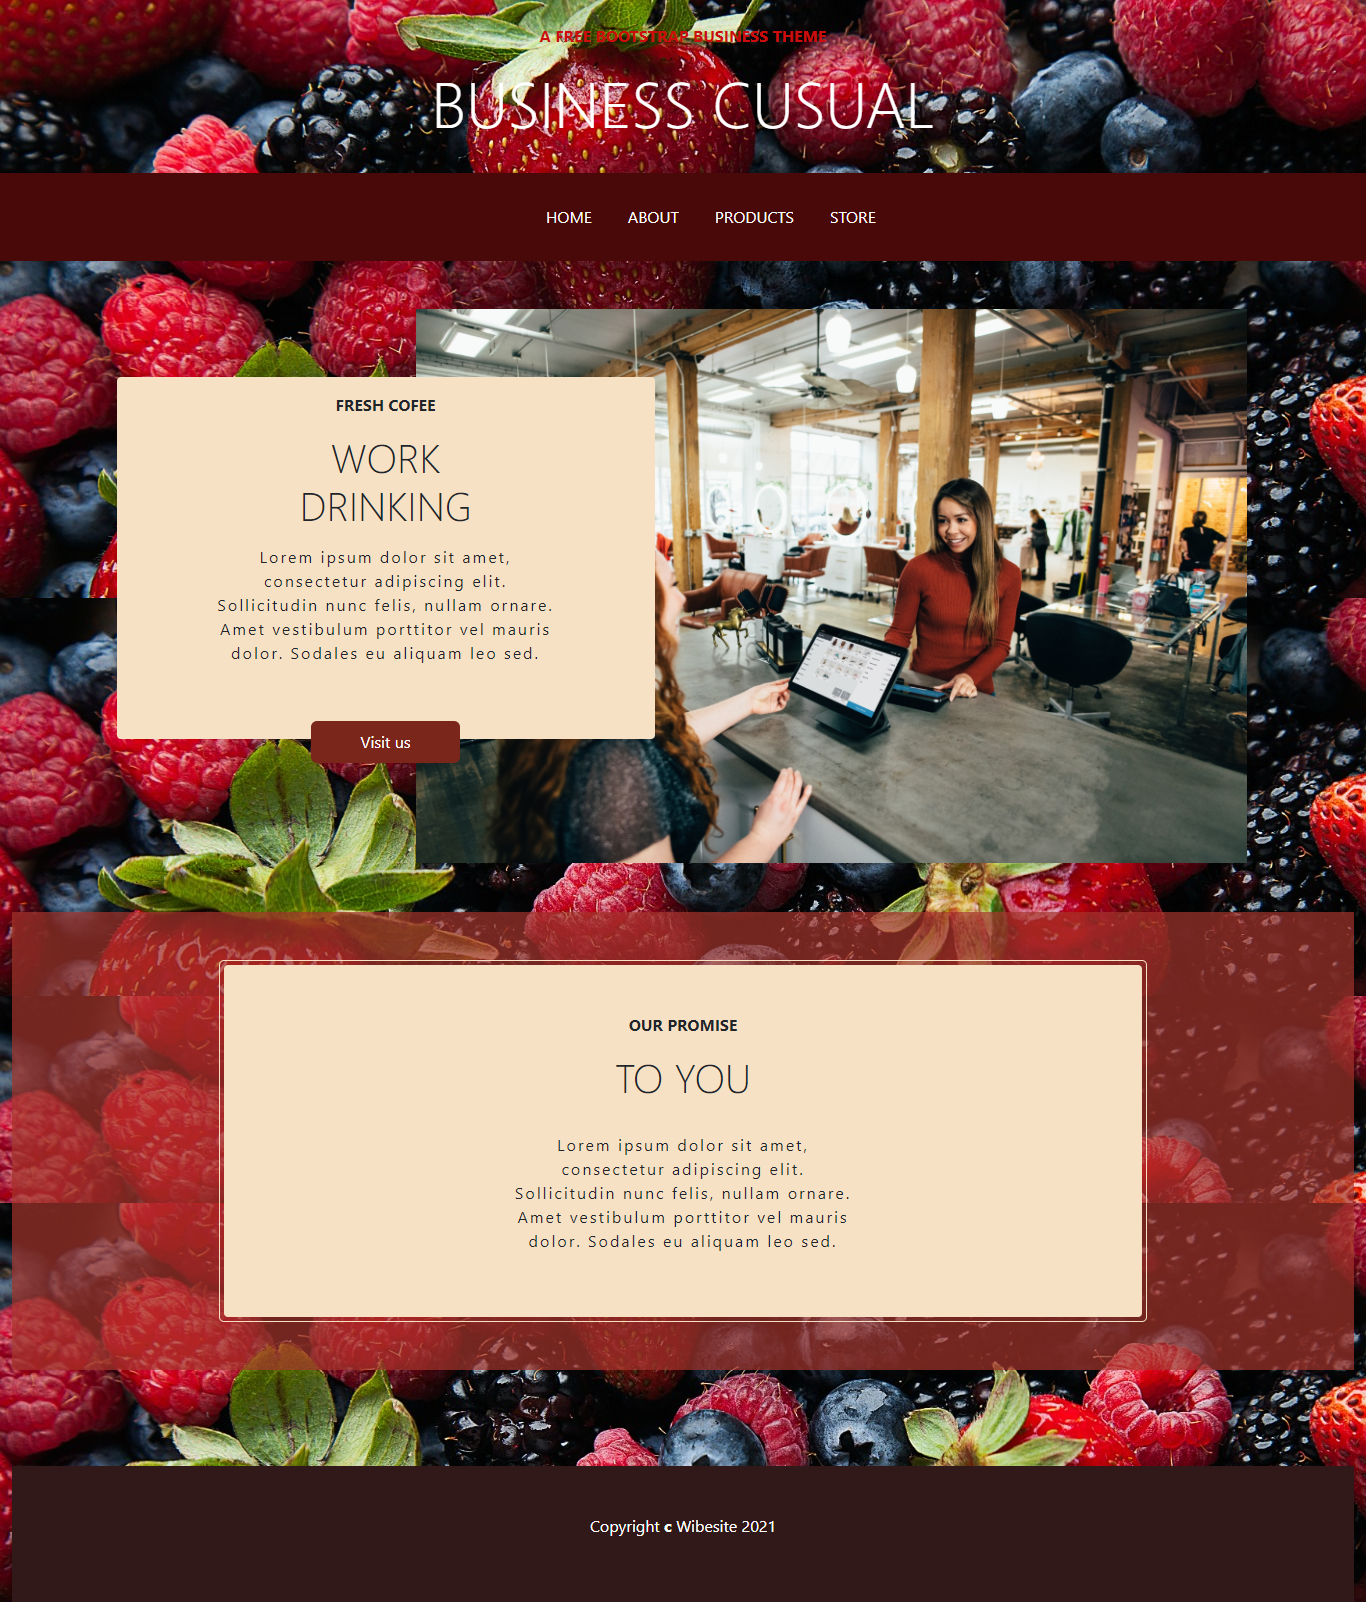 A FREE BOOTSTRAP BUSINESS THEME
BUSINESS CUSUAL
HOME ABOUT PRODUCTS STORE
FRESH COFEE
WORK
DRINKING
Lorem ipsum dolor sit amet,
consectetur adipiscing elit.
Sollicitudin nunc felis, nullam ornare.
Amet vestibulum porttitor vel mauris
dolor. Sodales eu aliquam leo sed.
Visit us
OUR PROMISE
TO YOU
Lorem ipsum dolor sit amet,
consectetur adipiscing elit.
Sollicitudin nunc felis, nullam ornare.
Amet vestibulum porttitor vel mauris
dolor. Sodales eu aliquam leo sed.
Copyright c Wibesite 2021